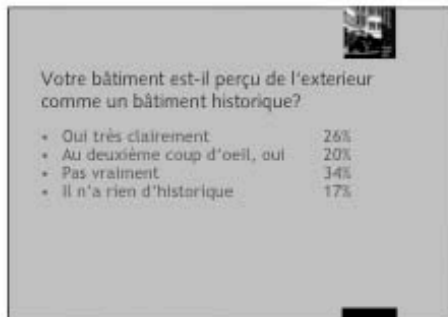 Votre bâtiment est-il perçu de l'exterieur
comme un bâtiment historique?
• Oui très clairement 26%
• Au deuxième coup d'oeil, oui 20%
• Pas vraiment 34%
• Il n'a rien d'historique 17%